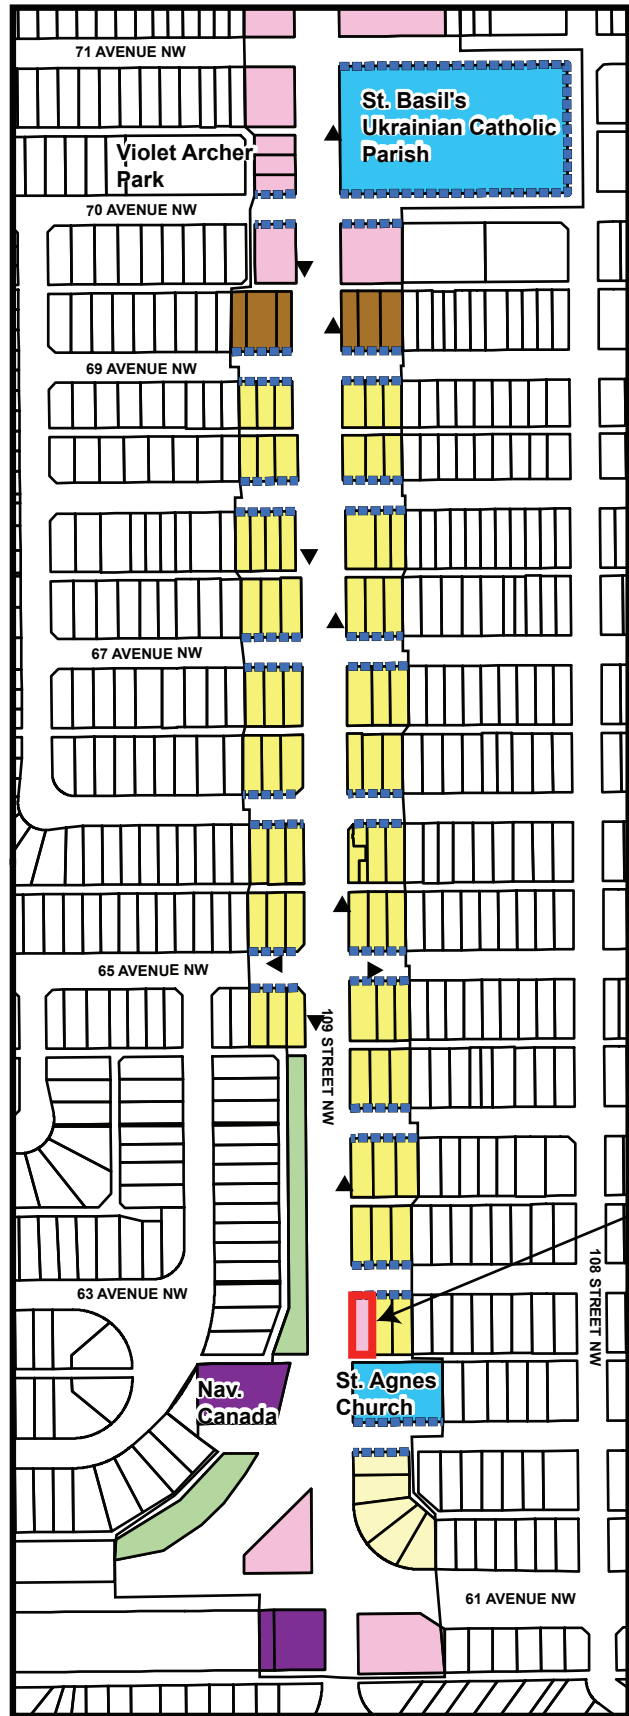 71 AVENUE NW
St. Basil's
Ukrainian Catholic
Parish
Violet Archer
Park
70 AVENUE NW
69 AVENUE NW
67 AVENUE NW
65 AVENUE NW
109 STREET NW
108 STREET NW
63 AVENUE NW
St. Agnes
Church
Nav.
Canada
61 AVENUE NW